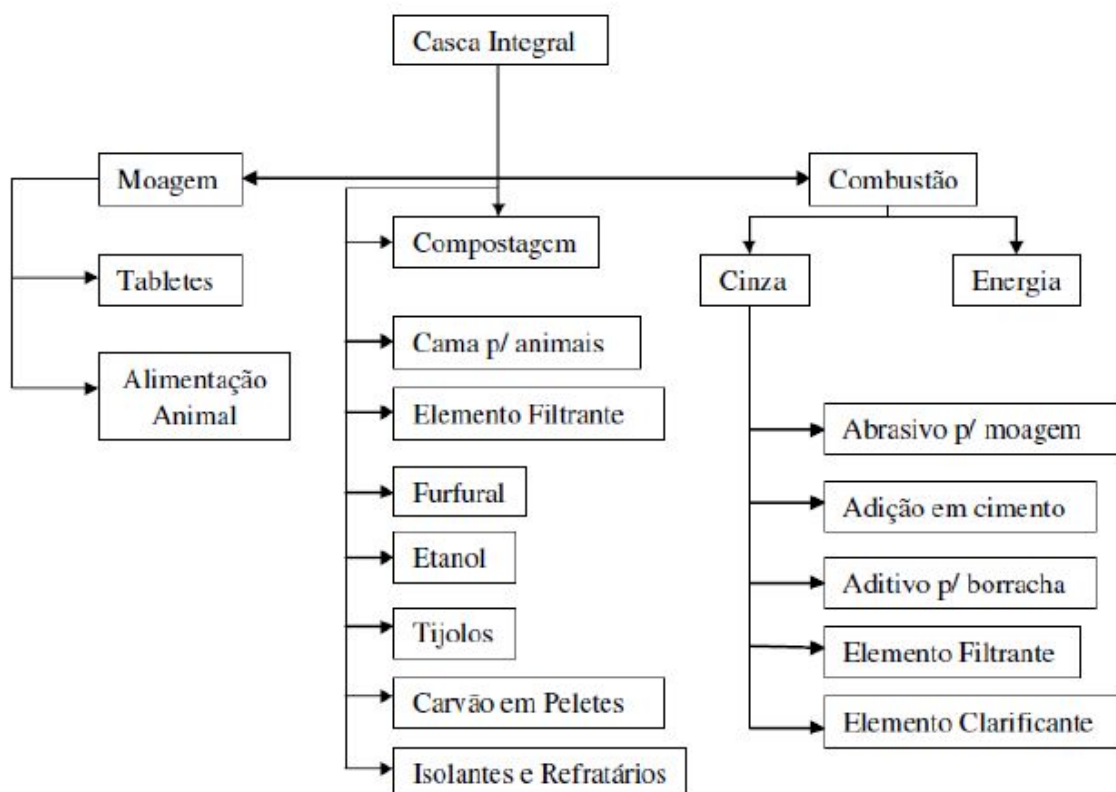 Casca Integral
Moagem
Combustão
Compostagem
Tabletes
Cinza
Energia
Cama p/ animais
Alimentação
Animal
Elemento Filtrante
Abrasivo p/ moagem
Furfural
Adição em cimento
Etanol
Aditivo p/ borracha
Tijolos
Elemento Filtrante
Carvão em Peletes
Elemento Clarificante
Isolantes e Refratários